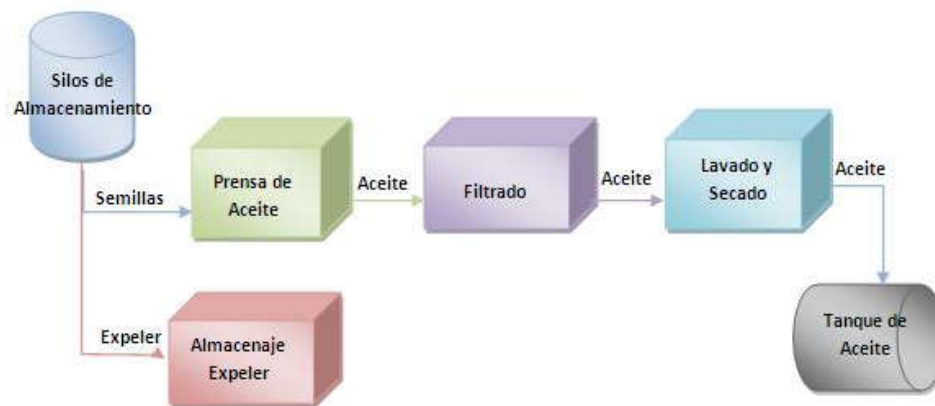 Silos de
Almacenamiento
Semillas
Prensa de
Aceite
Aceite
Filtrado
Aceite
Lavado y
Secado
Aceite
Expeler
Almacenaje
Expeler
Tanque de
Aceite